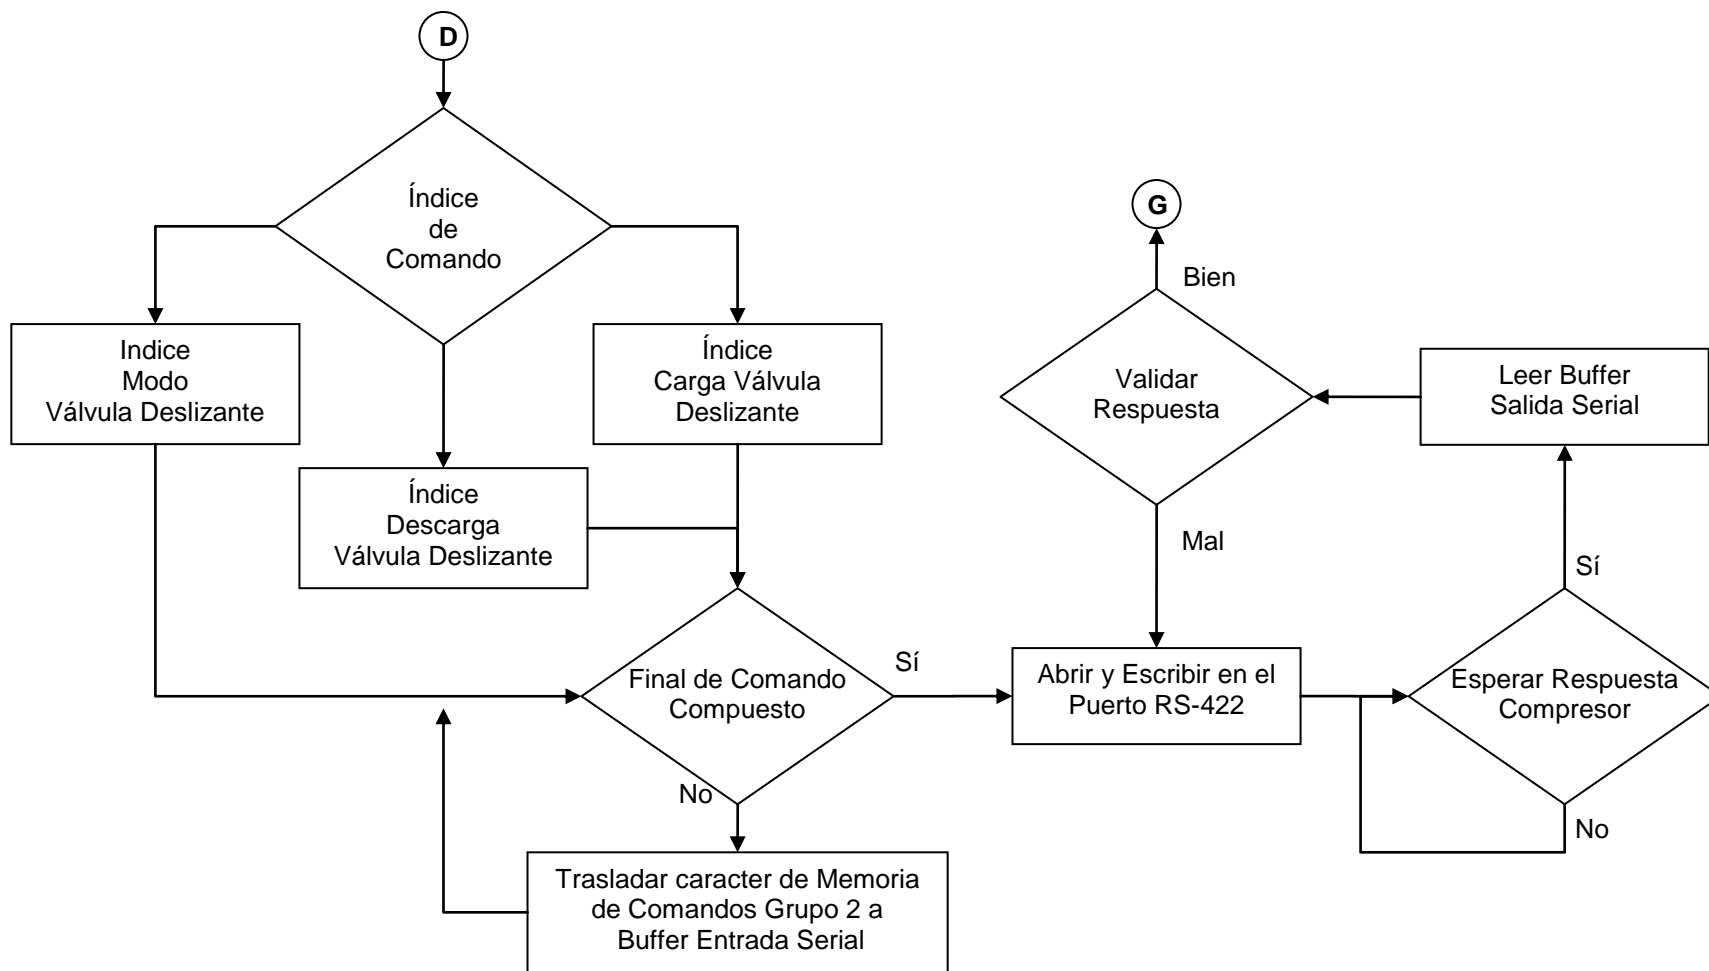 D
Índice
de
Comando
Indice
Modo
Válvula Deslizante
Índice
Carga Válvula
Deslizante
Índice
Descarga
Válvula Deslizante
Final de Comando
Compuesto
Sí
No
Trasladar caracter de Memoria
de Comandos Grupo 2 a
Buffer Entrada Serial
G
Bien
Validar
Respuesta
Mal
Leer Buffer
Salida Serial
Sí
Abrir y Escribir en el
Puerto RS-422
Esperar Respuesta
Compresor
No